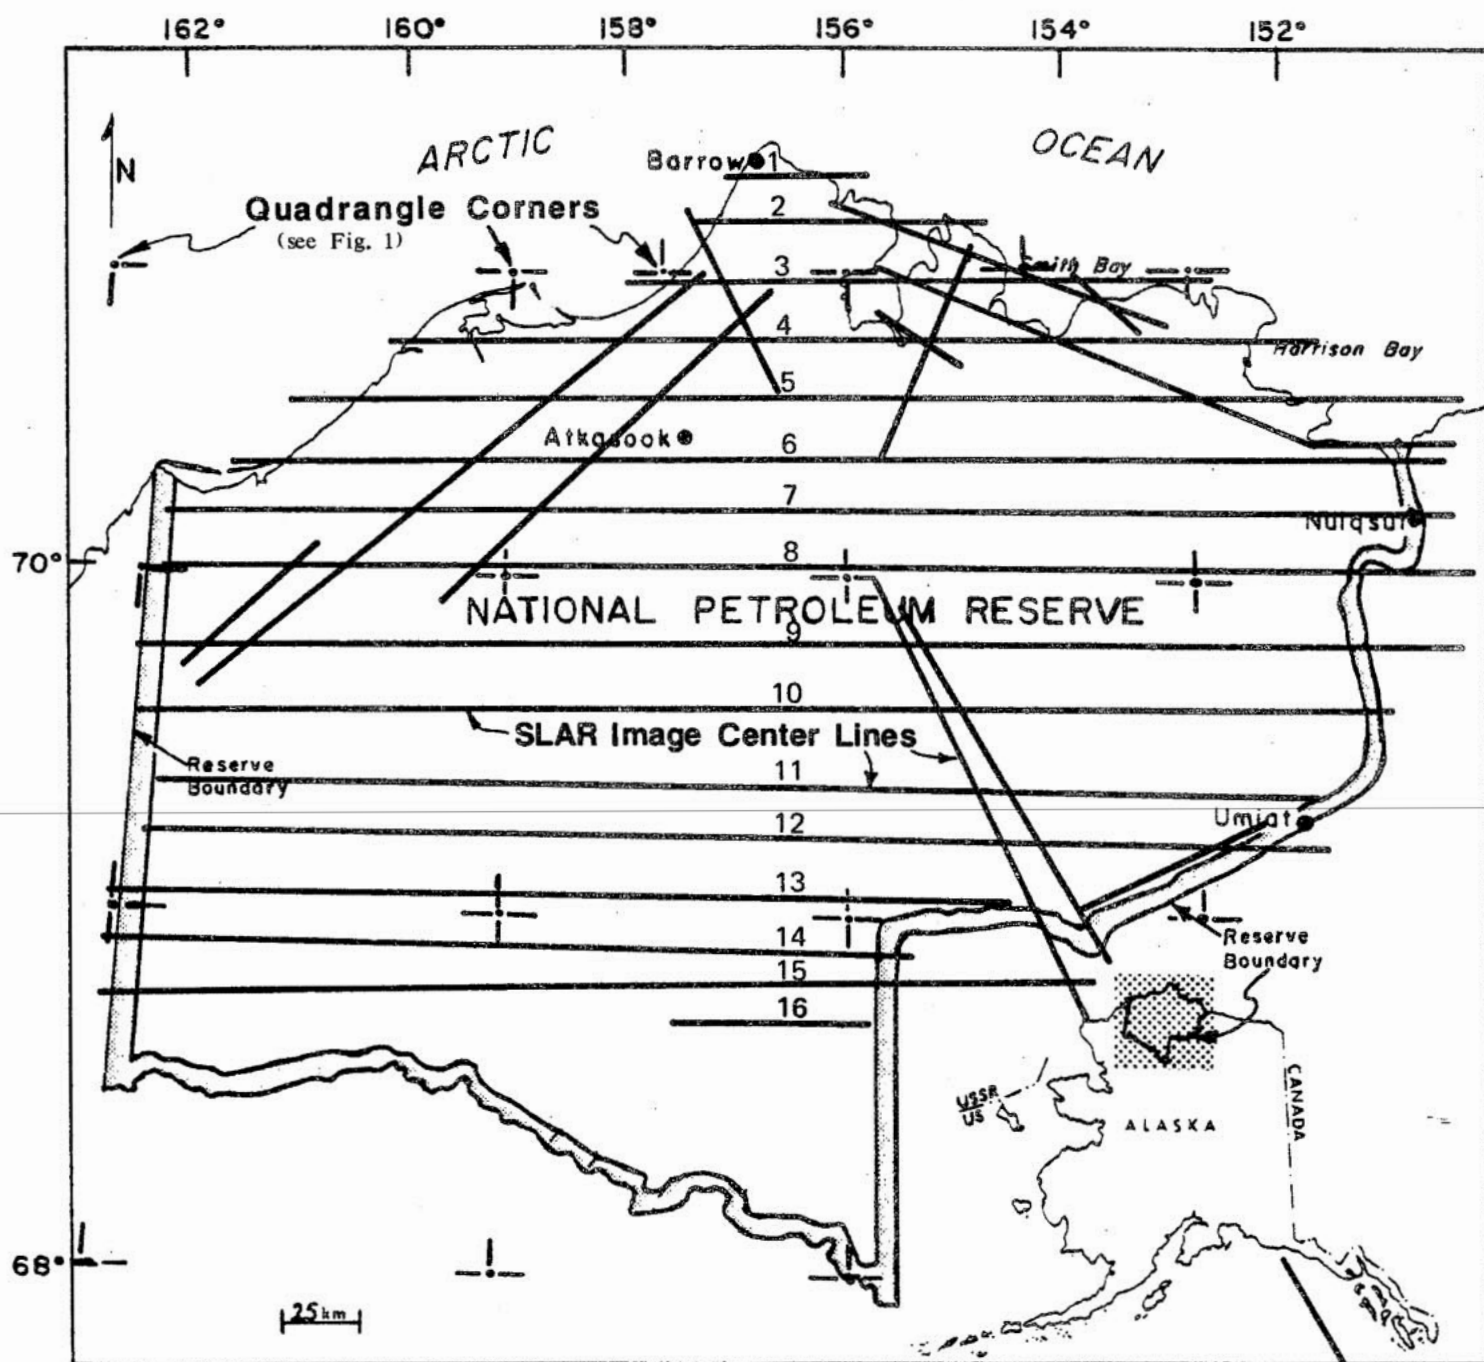 162° 160° 158° 156° 154° 152°
ARCTIC OCEAN
N
Barrow 1
Quadrangle Corners
(see Fig. 1)
2
3
Smith Bay
4
Harrison Bay
5
Atkasook
6
7
Nuiqsut
70°
8
NATIONAL PETROLEUM RESERVE
9
10
SLAR Image Center Lines
Reserve
Boundary
11
Umiat
12
13
14
Reserve
Boundary
15
16
USSR
US
ALASKA
CANADA
68°
25 km